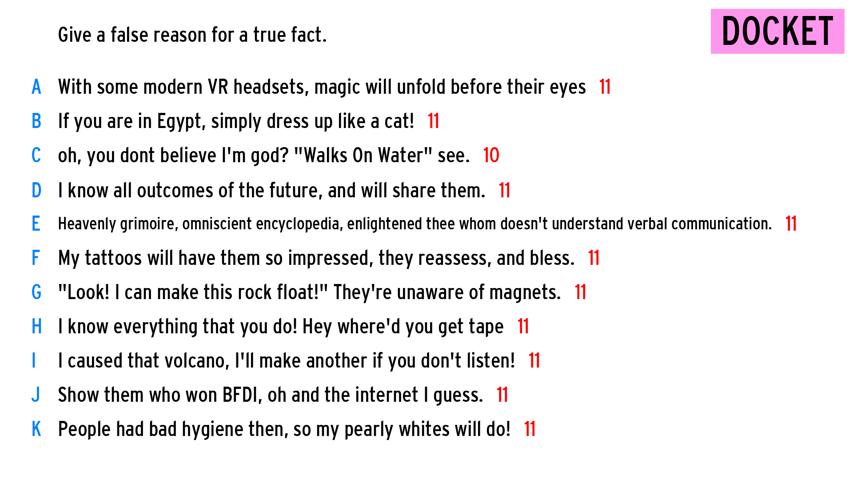 Give a false reason for a true fact.
DOCKET
A With some modern VR headsets, magic will unfold before their eyes 11
B If you are in Egypt, simply dress up like a cat! 11
C oh, you dont believe I'm god? "Walks On Water" see. 10
D I know all outcomes of the future, and will share them. 11
E Heavenly grimoire, omniscient encyclopedia, enlightened thee whom doesn't understand verbal communication. 11
F My tattoos will have them so impressed, they reassess, and bless. 11
G "Look! I can make this rock float!" They're unaware of magnets. 11
H I know everything that you do! Hey where'd you get tape 11
I I caused that volcano, I'll make another if you don't listen! 11
J Show them who won BFDI, oh and the internet I guess. 11
K People had bad hygiene then, so my pearly whites will do! 11